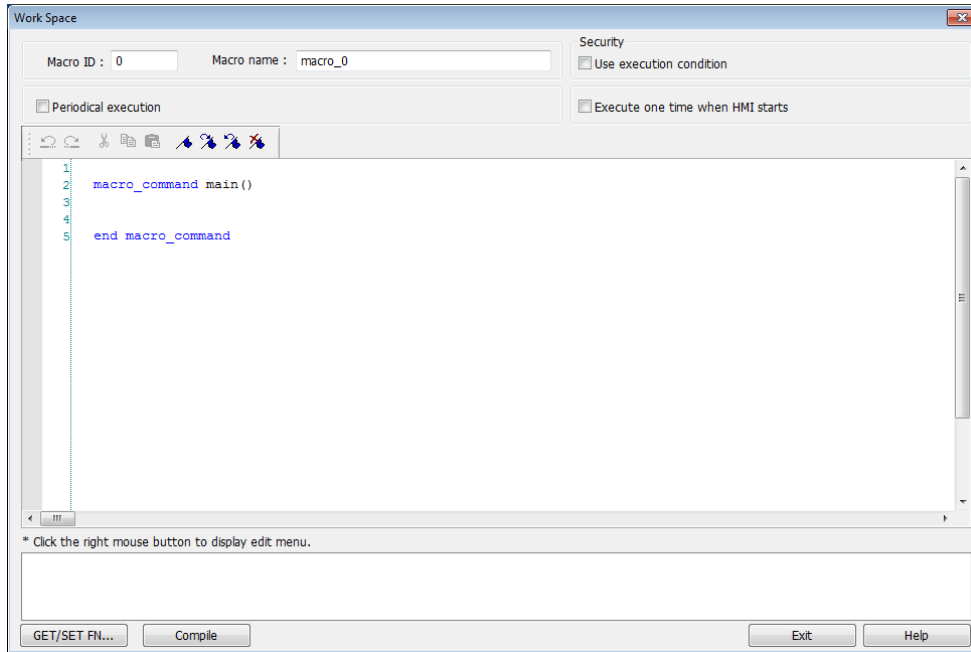 Work Space
Security
Macro ID : 0 Macro name : macro_0
Use execution condition
Periodical execution
Execute one time when HMI starts
1
2 macro_command main()
3
4
5 end macro_command
* Click the right mouse button to display edit menu.
GET/SET FN... Compile Exit Help